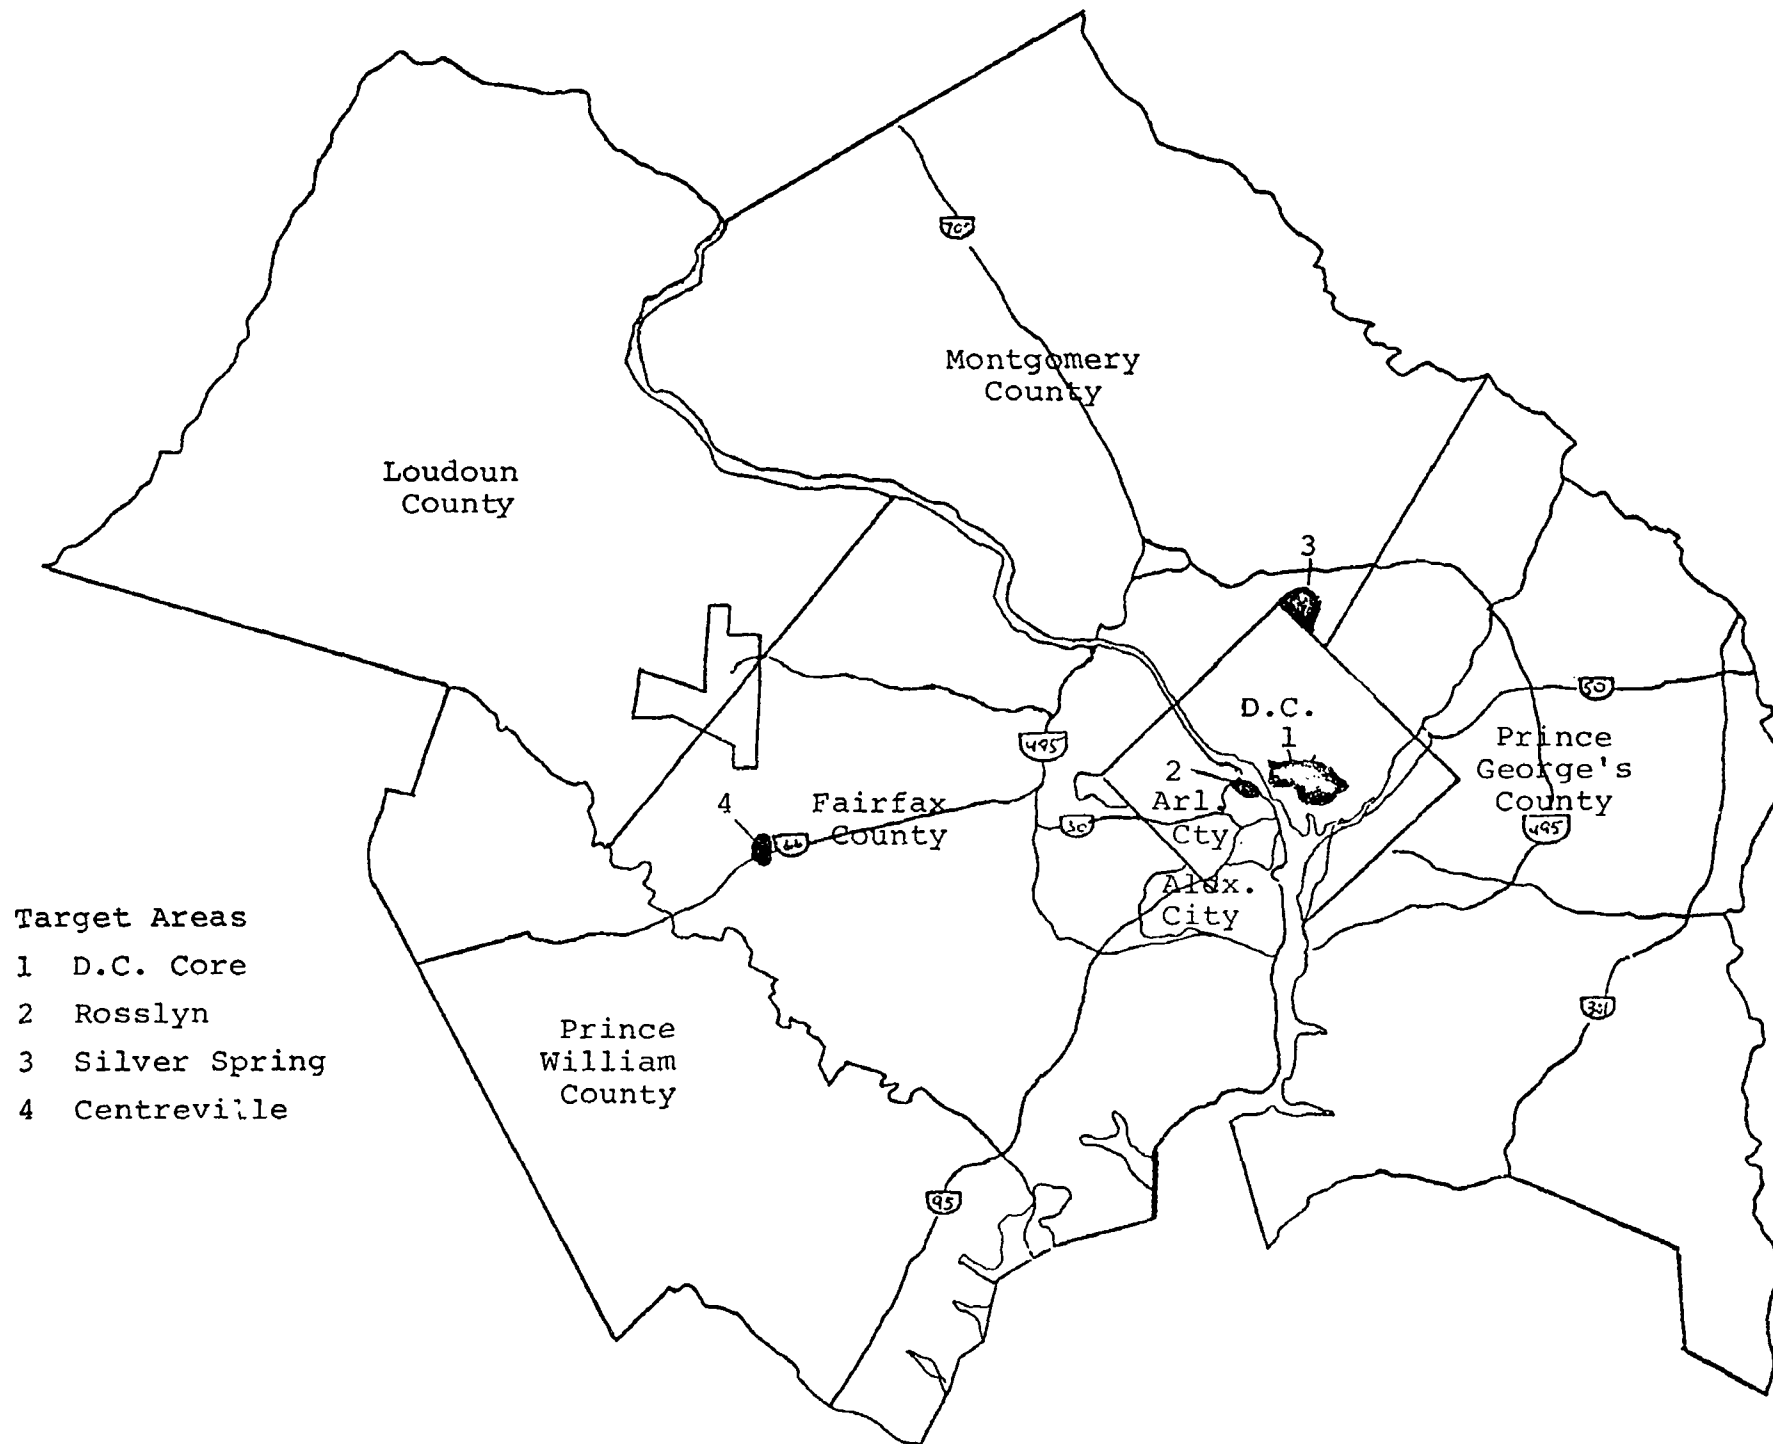 70
Montgomery
County
Loudoun
County
3
50
D.C.
1
495
Prince
George's
County
2
Arl.
Cty
4
Fairfax
County
66
50
495
Alex.
City
Target Areas
1 D.C. Core
2 Rosslyn
3 Silver Spring
4 Centreville
Prince
William
County
95